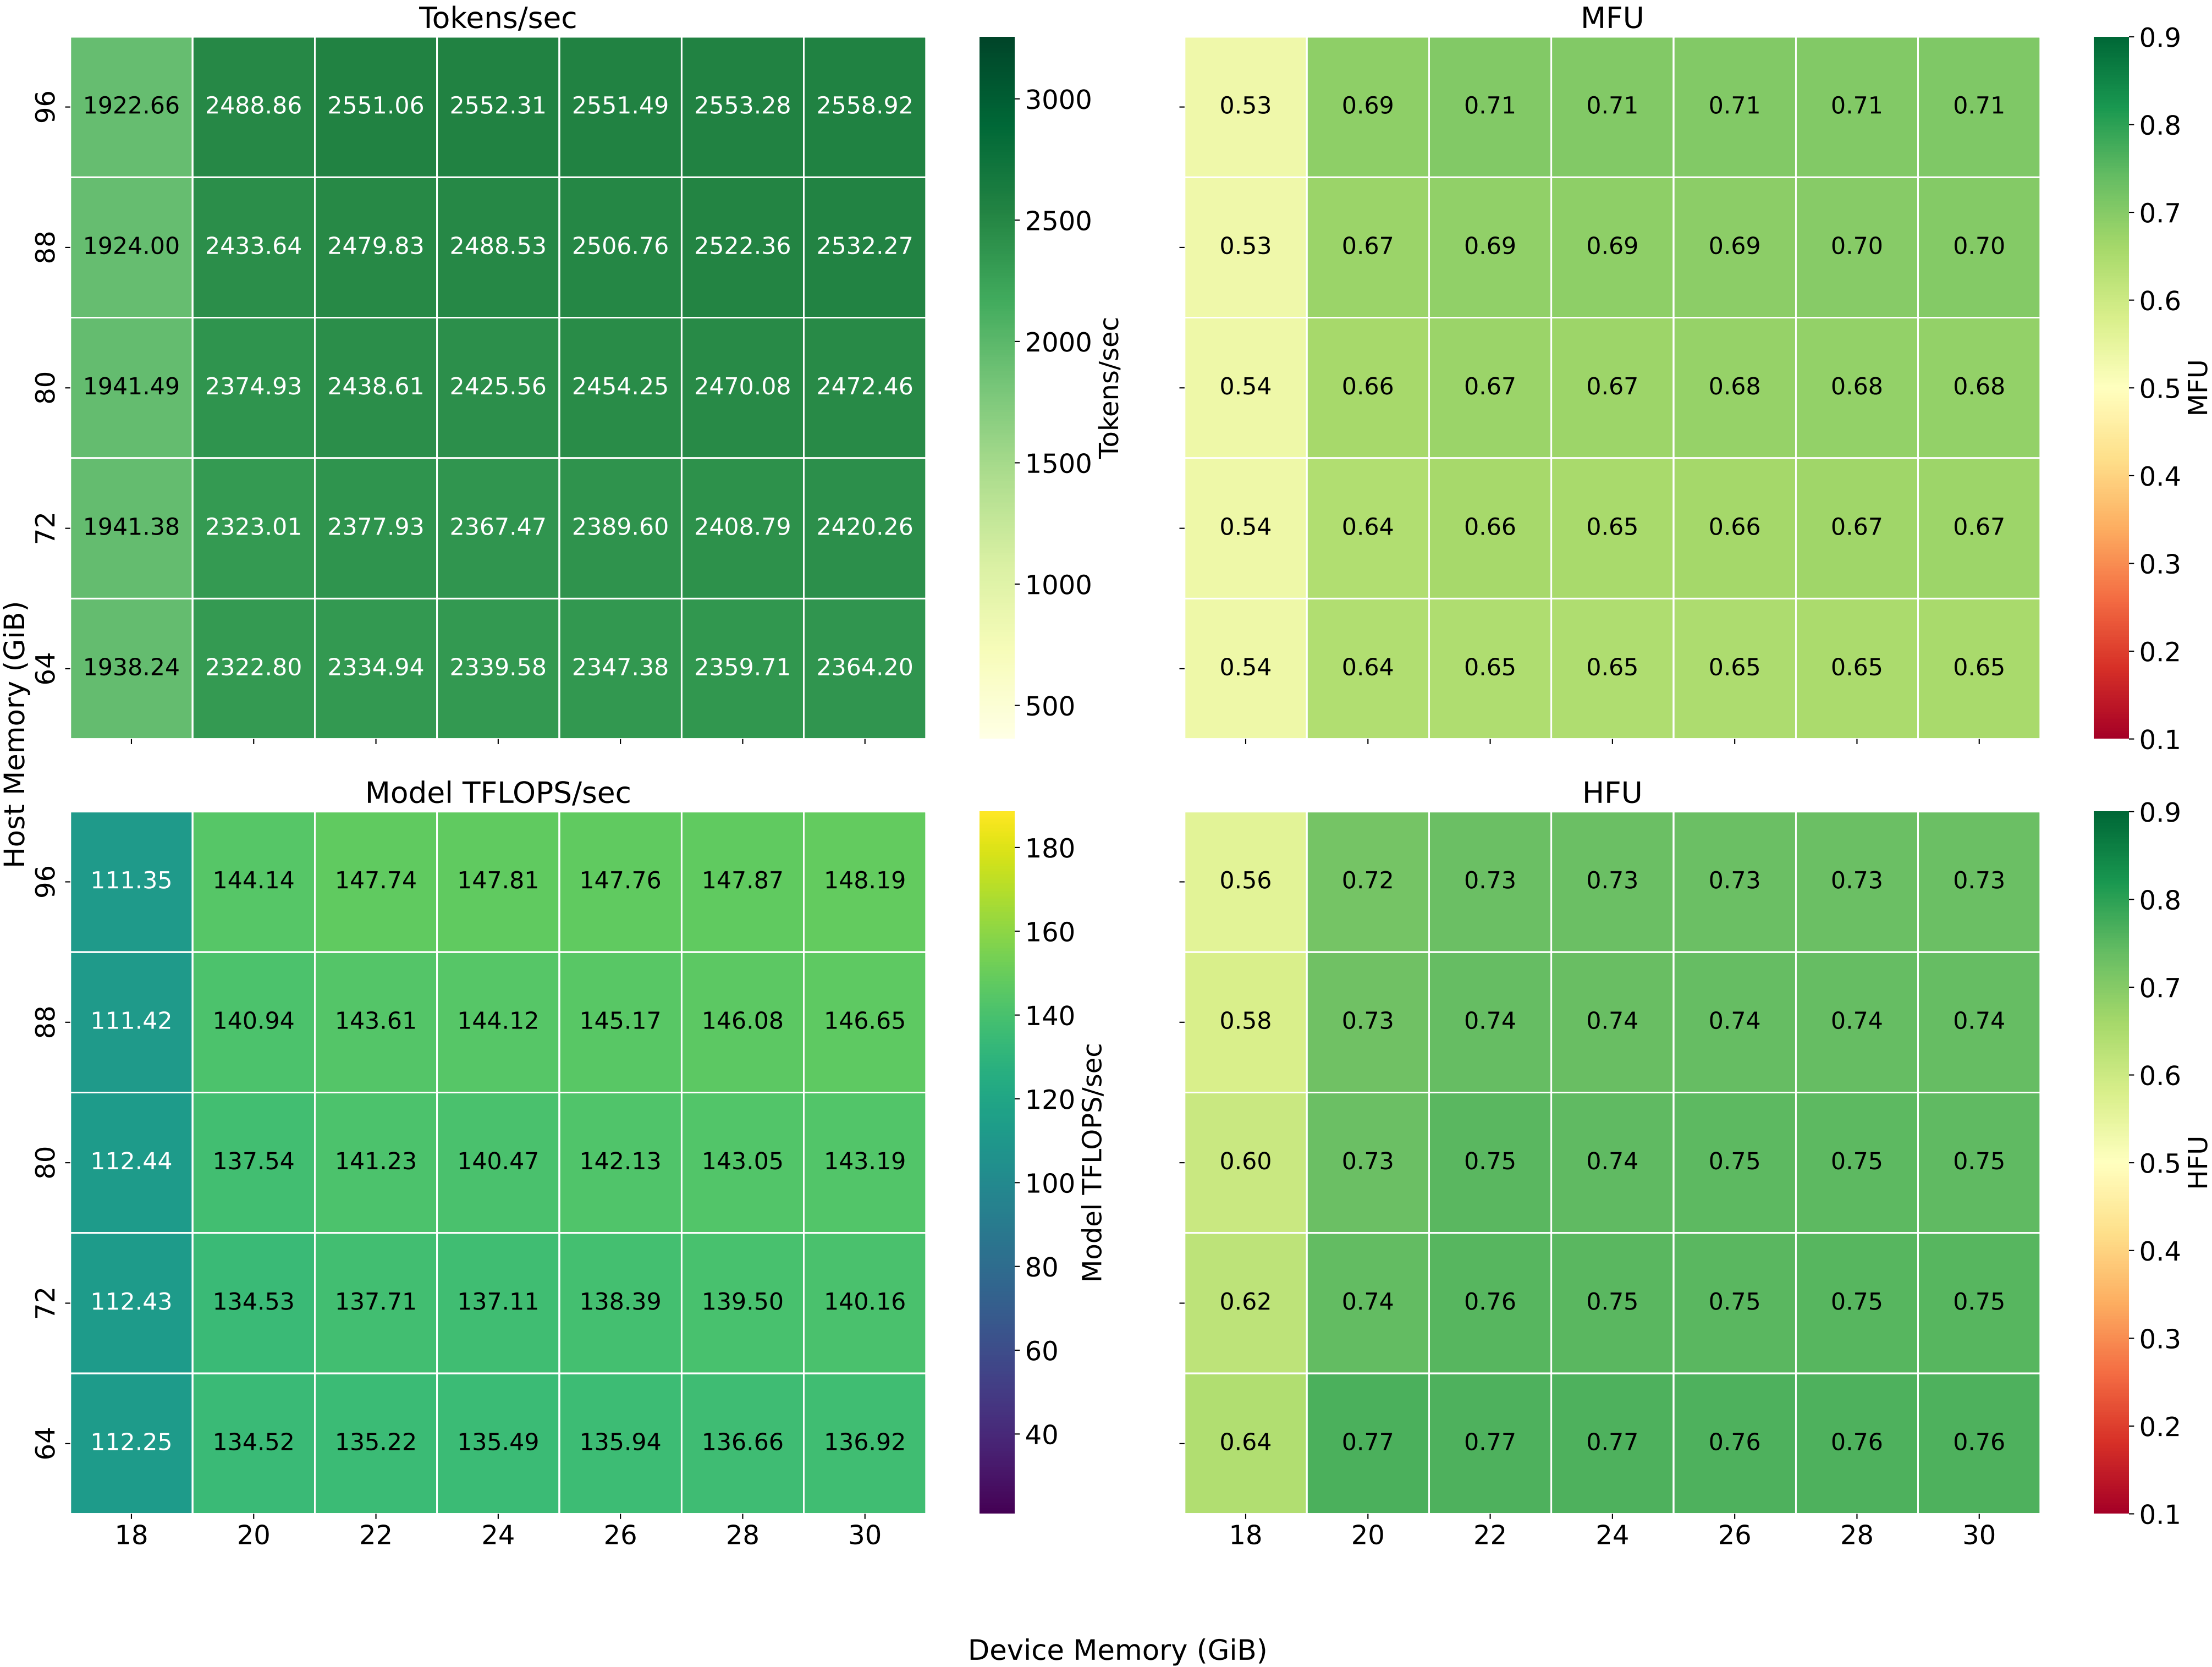 Tokens/sec
96 1922.66 2488.86 2551.06 2552.31 2551.49 2553.28 2558.92
88 1924.00 2433.64 2479.83 2488.53 2506.76 2522.36 2532.27
80 1941.49 2374.93 2438.61 2425.56 2454.25 2470.08 2472.46
72 1941.38 2323.01 2377.93 2367.47 2389.60 2408.79 2420.26
64 1938.24 2322.80 2334.94 2339.58 2347.38 2359.71 2364.20
3000
2500
2000
1500
1000
500
Tokens/sec
MFU
0.53 0.69 0.71 0.71 0.71 0.71 0.71
0.53 0.67 0.69 0.69 0.69 0.70 0.70
0.54 0.66 0.67 0.67 0.68 0.68 0.68
0.54 0.64 0.66 0.65 0.66 0.67 0.67
0.54 0.64 0.65 0.65 0.65 0.65 0.65
0.9
0.8
0.7
0.6
0.5
0.4
0.3
0.2
0.1
MFU
Host Memory (GiB)
Model TFLOPS/sec
96 111.35 144.14 147.74 147.81 147.76 147.87 148.19
88 111.42 140.94 143.61 144.12 145.17 146.08 146.65
80 112.44 137.54 141.23 140.47 142.13 143.05 143.19
72 112.43 134.53 137.71 137.11 138.39 139.50 140.16
64 112.25 134.52 135.22 135.49 135.94 136.66 136.92
18 20 22 24 26 28 30
180
160
140
120
100
80
60
40
Model TFLOPS/sec
HFU
0.56 0.72 0.73 0.73 0.73 0.73 0.73
0.58 0.73 0.74 0.74 0.74 0.74 0.74
0.60 0.73 0.75 0.74 0.75 0.75 0.75
0.62 0.74 0.76 0.75 0.75 0.75 0.75
0.64 0.77 0.77 0.77 0.76 0.76 0.76
18 20 22 24 26 28 30
0.9
0.8
0.7
0.6
0.5
0.4
0.3
0.2
0.1
HFU
Device Memory (GiB)